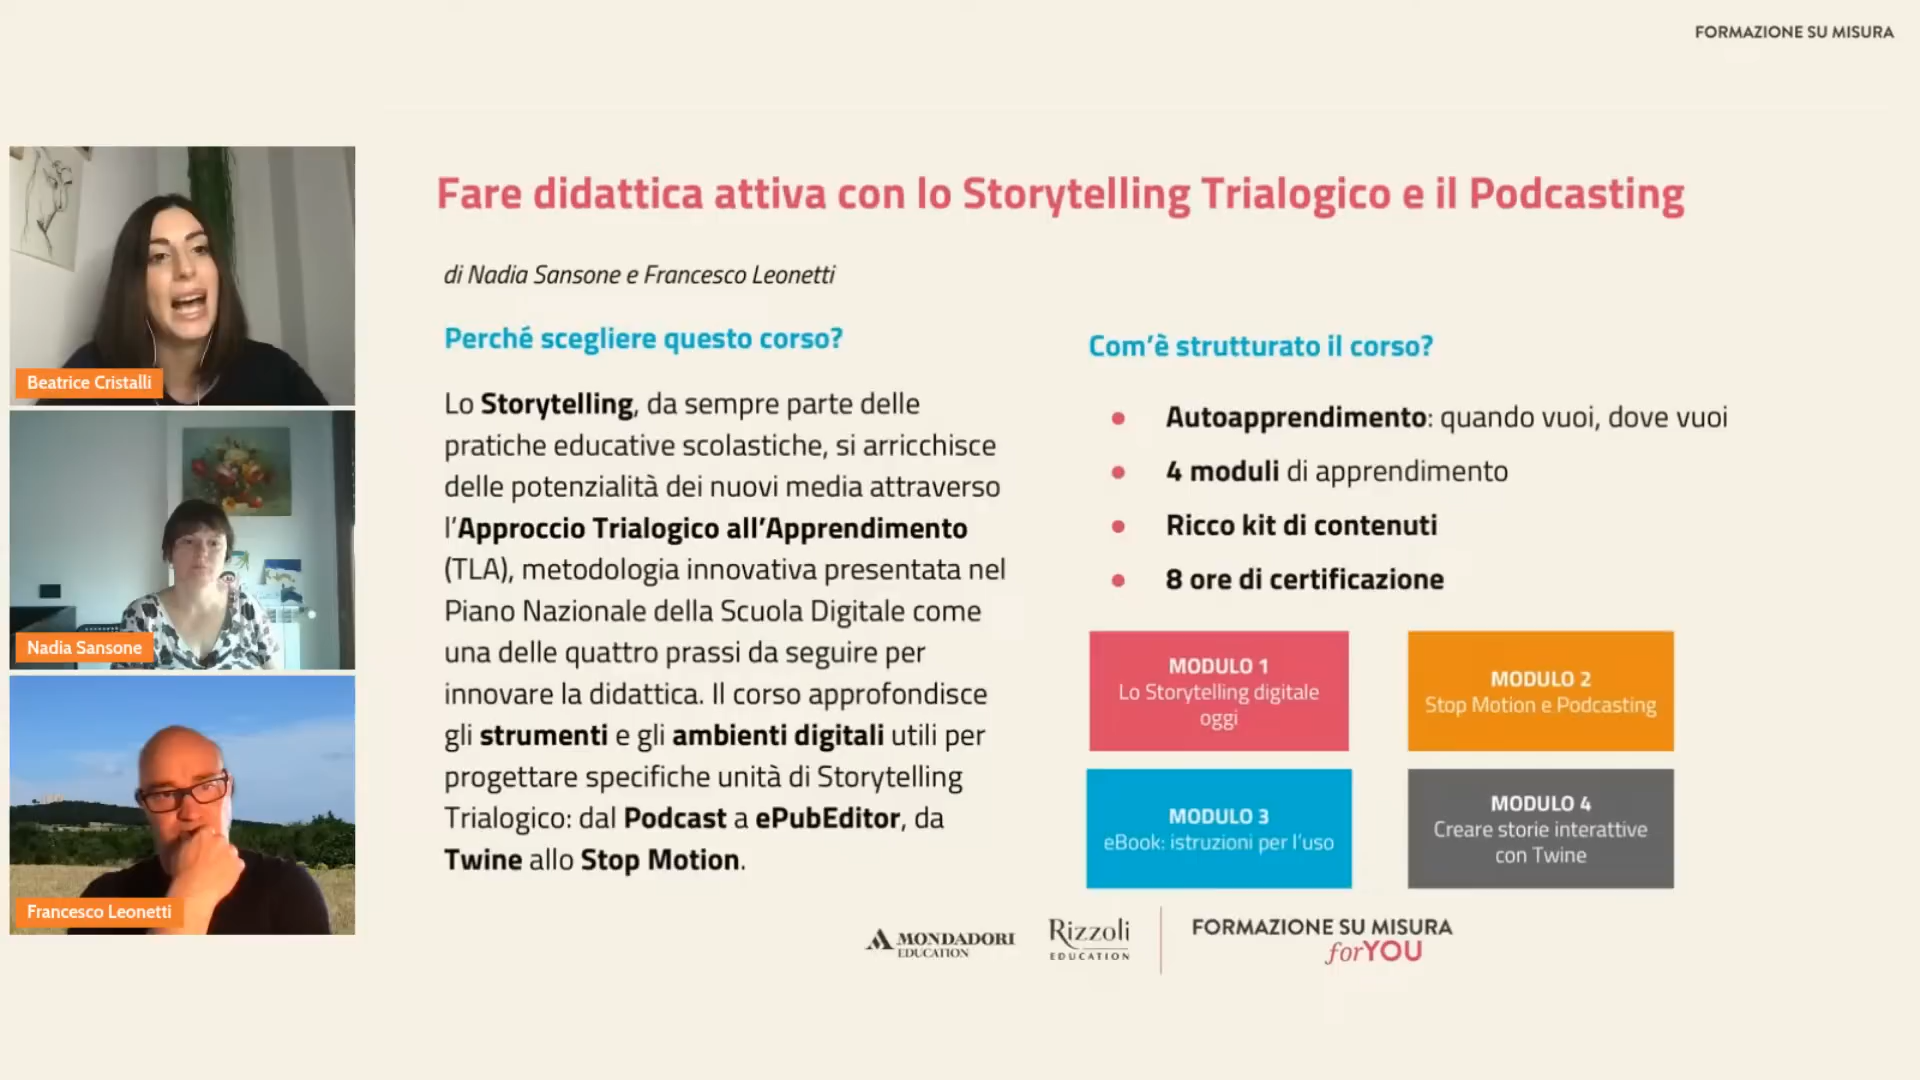 FORMAZIONE SU MISURA
Fare didattica attiva con lo Storytelling Trialogico e il Podcasting
di Nadia Sansone e Francesco Leonetti
Perché scegliere questo corso?
Lo Storytelling, da sempre parte delle
pratiche educative scolastiche, si arricchisce
delle potenzialità dei nuovi media attraverso
l'Approccio Trialogico all'Apprendimento
(TLA), metodologia innovativa presentata nel
Piano Nazionale della Scuola Digitale come
una delle quattro prassi da seguire per
innovare la didattica. Il corso approfondisce
gli strumenti e gli ambienti digitali utili per
progettare specifiche unità di Storytelling
Trialogico: dal Podcast a ePubEditor, da
Twine allo Stop Motion.
Com'è strutturato il corso?
Autoapprendimento: quando vuoi, dove vuoi
4 moduli di apprendimento
Ricco kit di contenuti
8 ore di certificazione
MODULO 1
Lo Storytelling digitale
oggi
MODULO 2
Stop Motion e Podcasting
MODULO 3
eBook: istruzioni per l'uso
MODULO 4
Creare storie interattive
con Twine
Beatrice Cristalli
Nadia Sansone
Francesco Leonetti
MONDADORI
EDUCATION
Rizzoli
EDUCATION
FORMAZIONE SU MISURA
forYOU